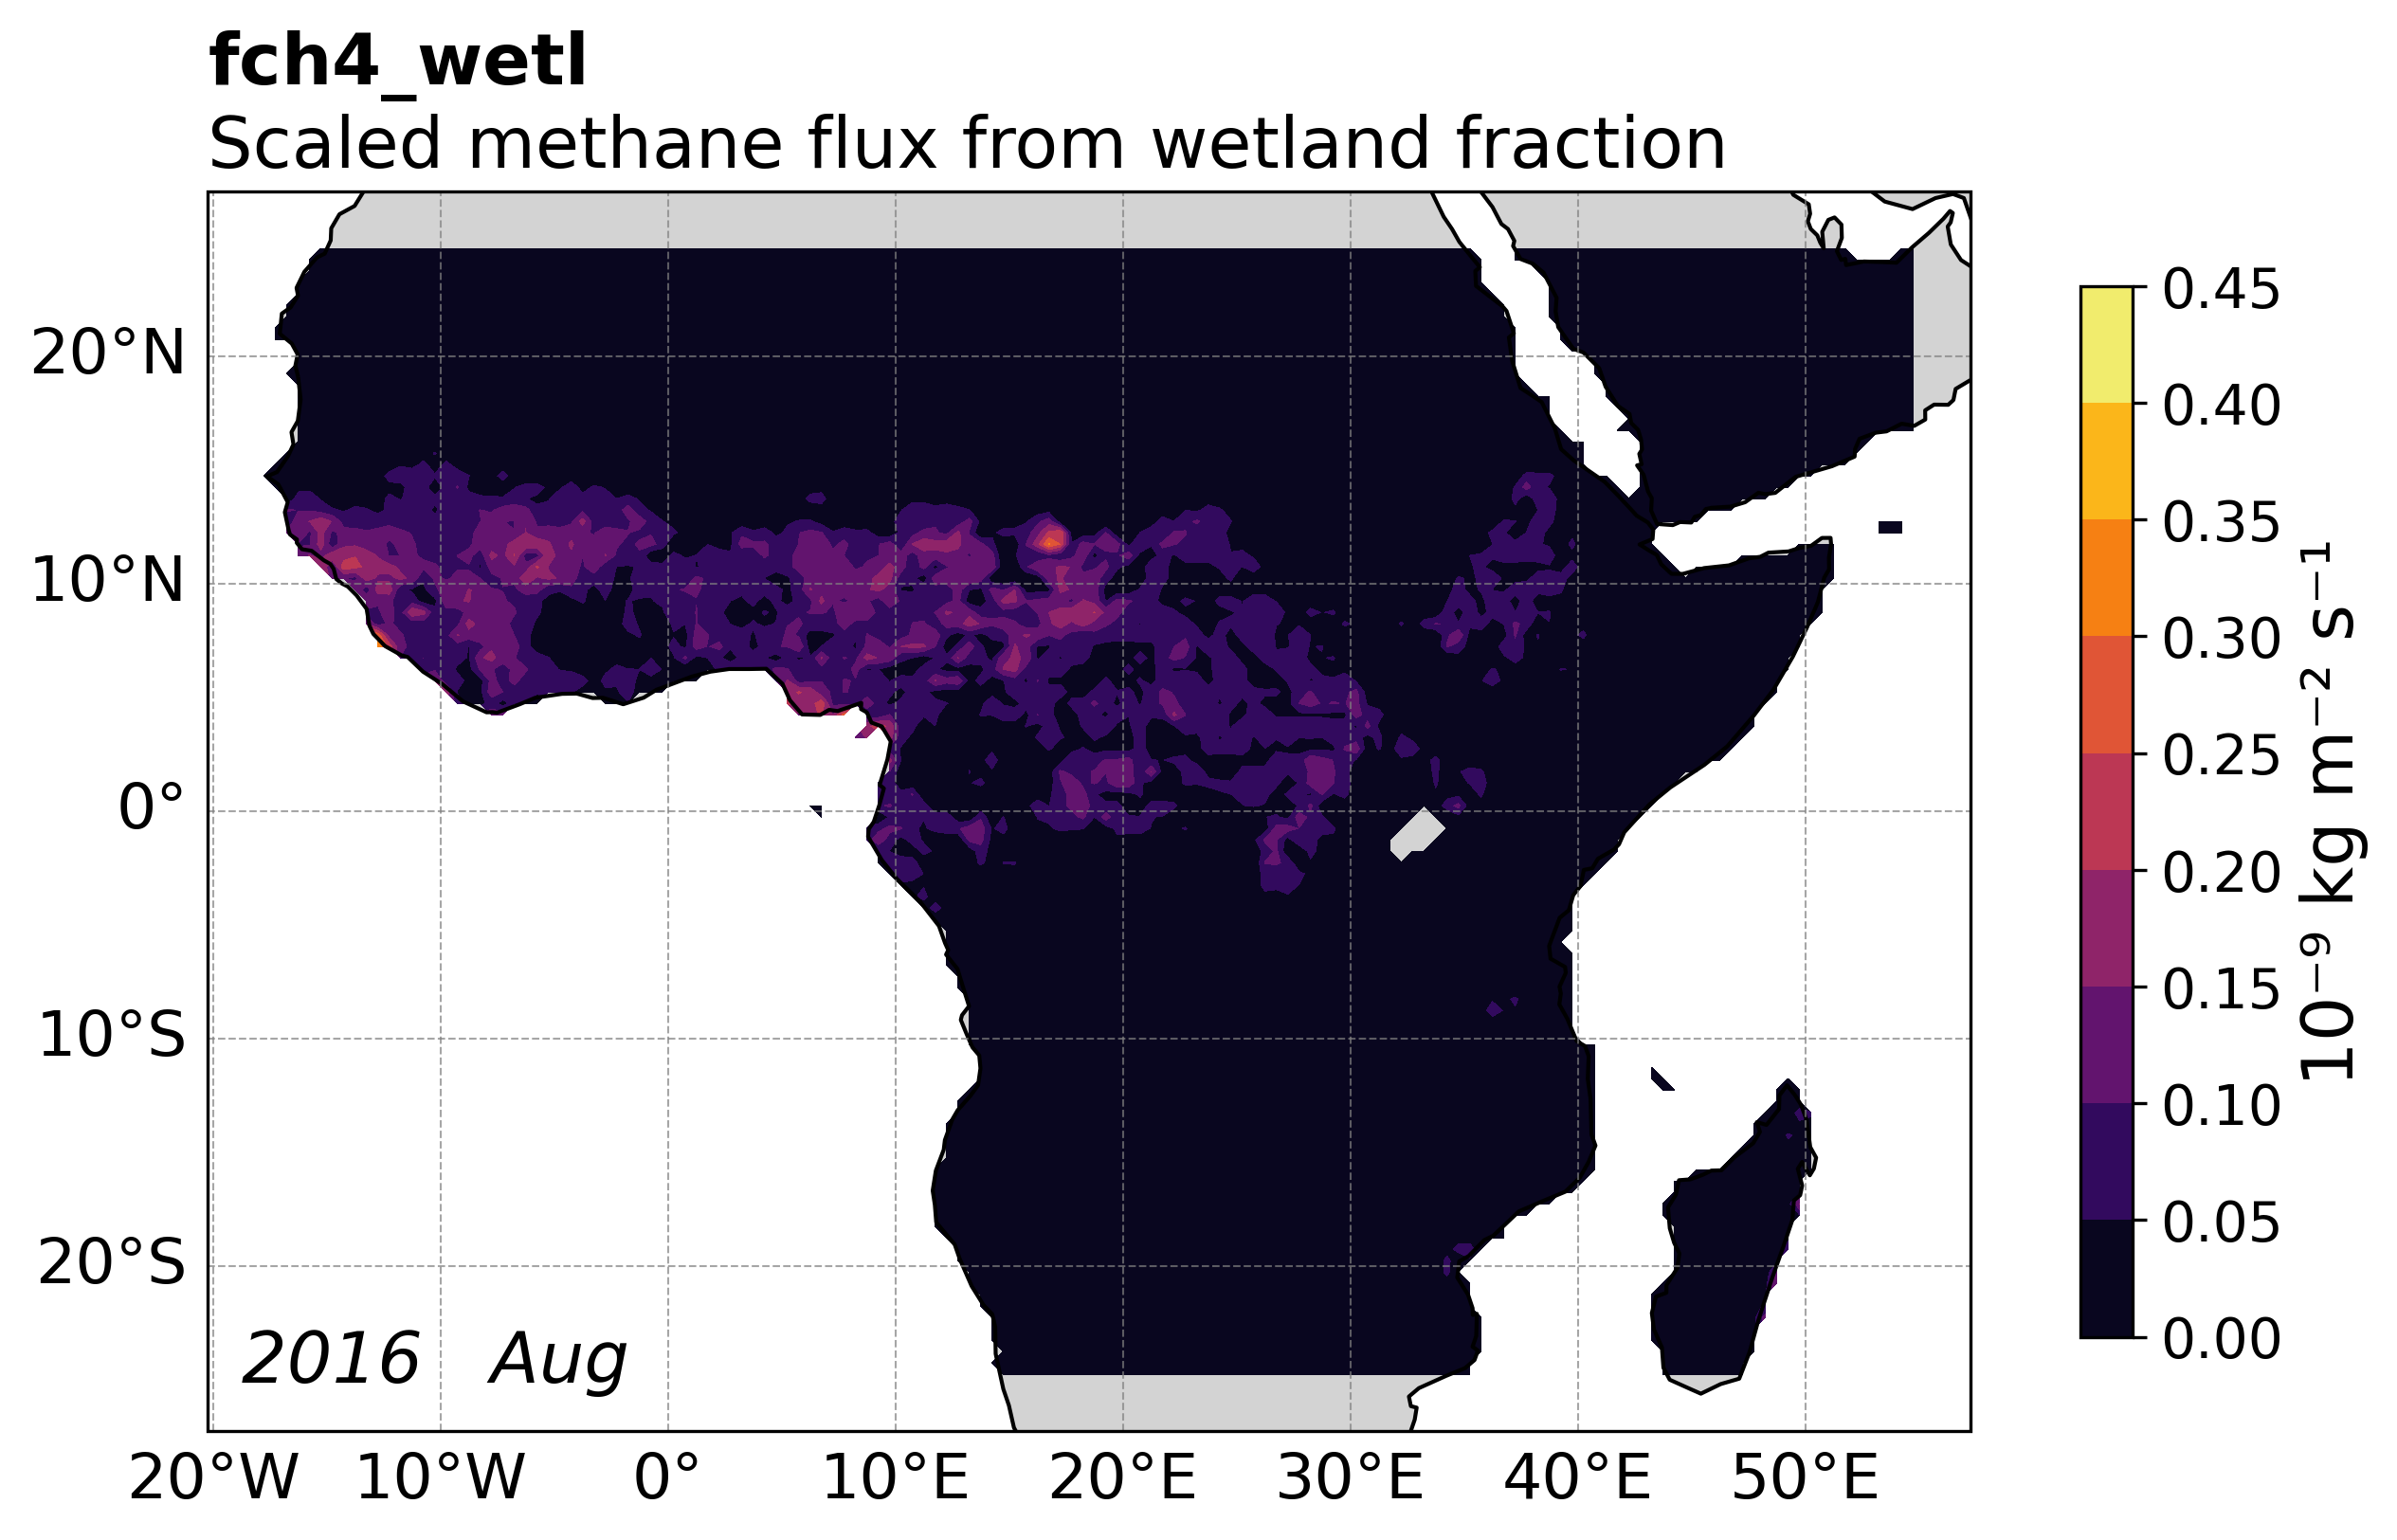 fch4_wetl
Scaled methane flux from wetland fraction
20°N
10°N
0°
10°S
20°S
2016 Aug
20°W 10°W 0° 10°E 20°E 30°E 40°E 50°E
0.45
0.40
0.35
0.30
0.25
0.20
0.15
0.10
0.05
0.00
10⁻⁹ kg m⁻² s⁻¹